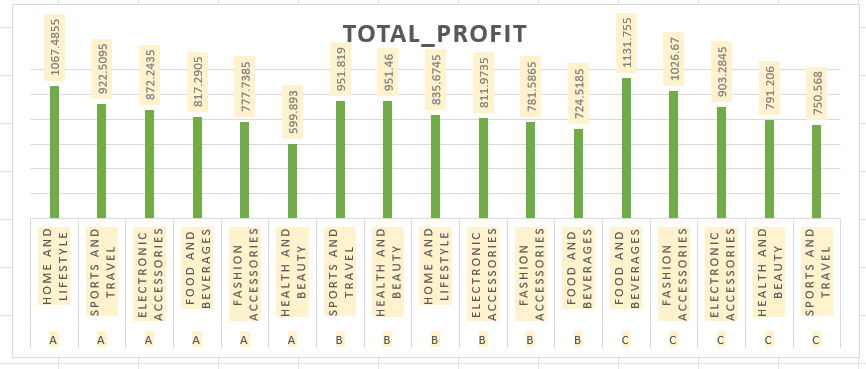 TOTAL_PROFIT
1067.4855
922.5095
872.2435
817.2905
777.7385
599.893
951.819
951.46
835.6745
811.9735
781.5865
724.5185
1131.755
1026.67
903.2845
791.206
750.568
HOME AND
LIFESTYLE
SPORTS AND
TRAVEL
ELECTRONIC
ACCESSORIES
FOOD AND
BEVERAGES
FASHION
ACCESSORIES
HEALTH AND
BEAUTY
SPORTS AND
TRAVEL
HEALTH AND
BEAUTY
HOME AND
LIFESTYLE
ELECTRONIC
ACCESSORIES
FASHION
ACCESSORIES
FOOD AND
BEVERAGES
FOOD AND
BEVERAGES
FASHION
ACCESSORIES
ELECTRONIC
ACCESSORIES
HEALTH AND
BEAUTY
SPORTS AND
TRAVEL
A A A A A A B B B B B B C C C C C